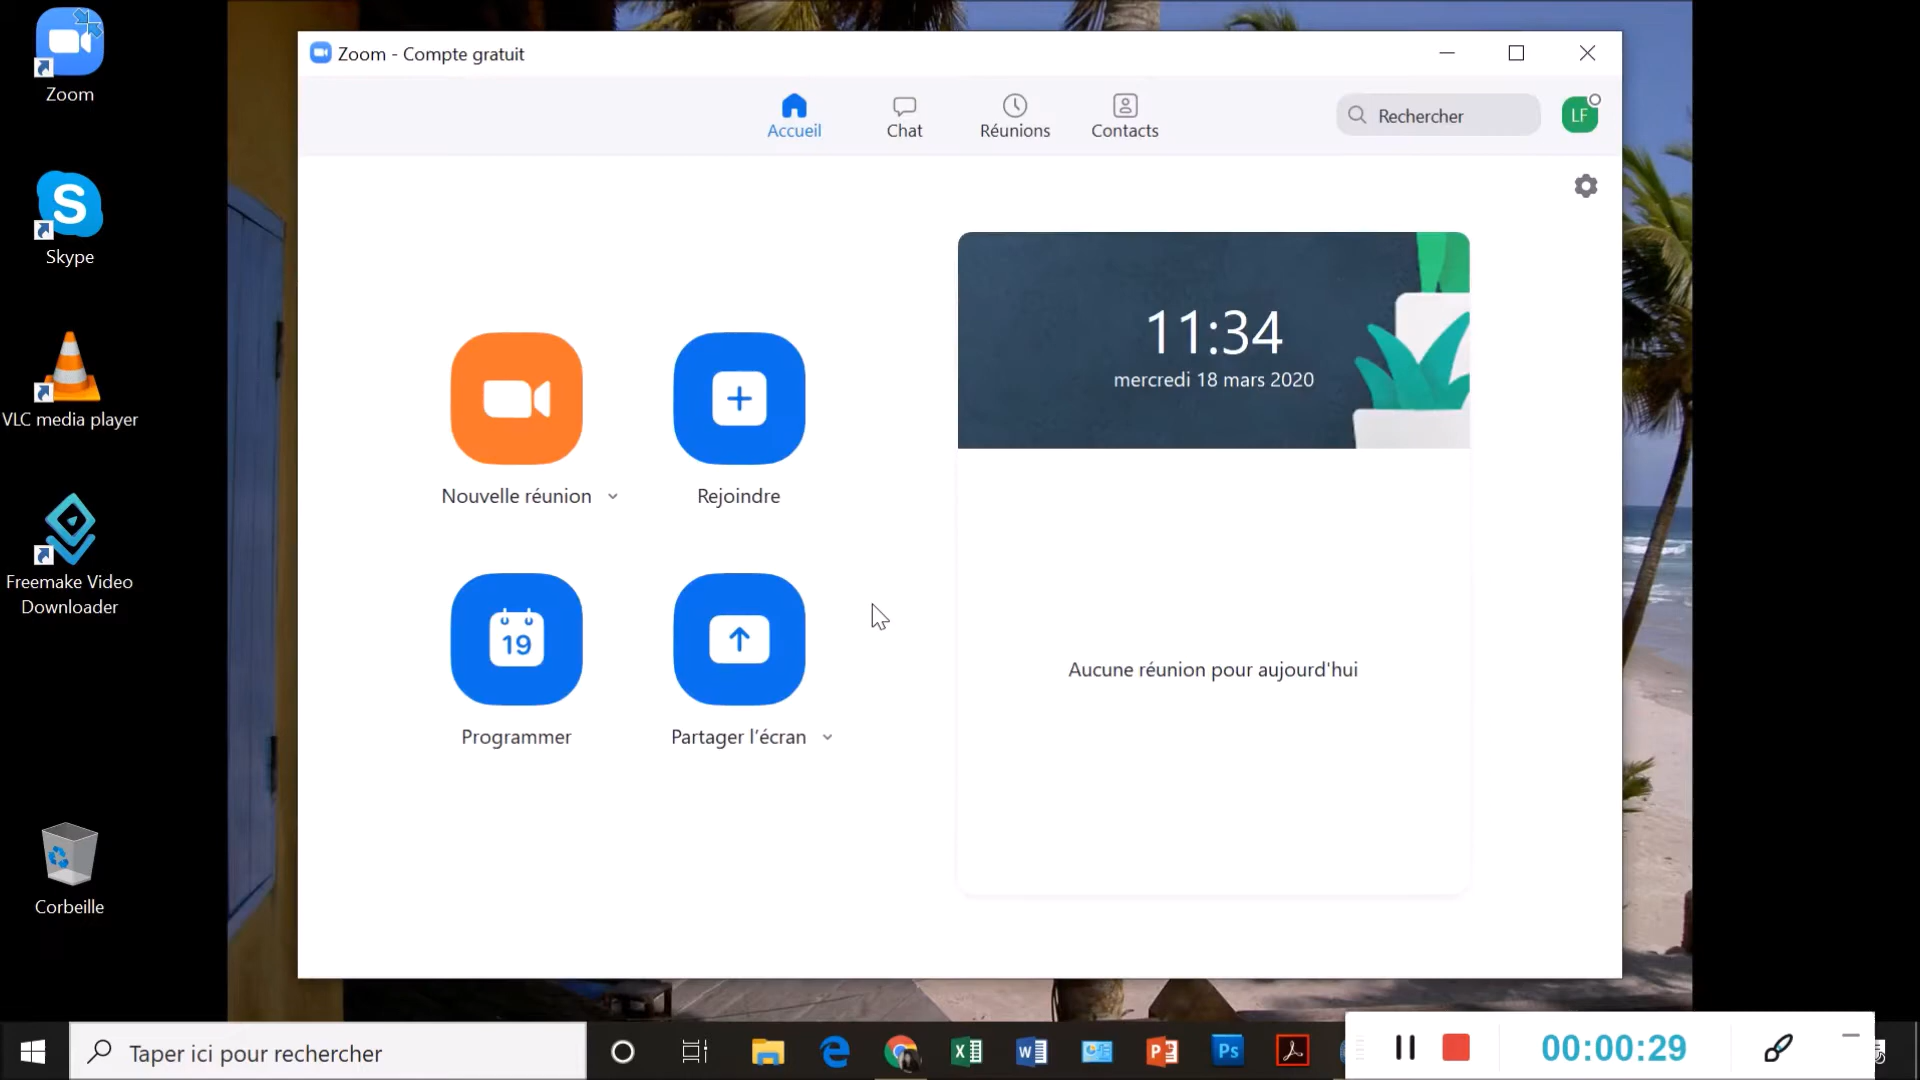 Zoom
Skype
VLC media player
Freemake Video
Downloader
Corbeille
Zoom - Compte gratuit
Accueil
Chat
Réunions
Contacts
Rechercher
LF
Nouvelle réunion
Rejoindre
19
Programmer
Partager l'écran
11:34
mercredi 18 mars 2020
Aucune réunion pour aujourd'hui
Taper ici pour rechercher
Ps
00:00:29